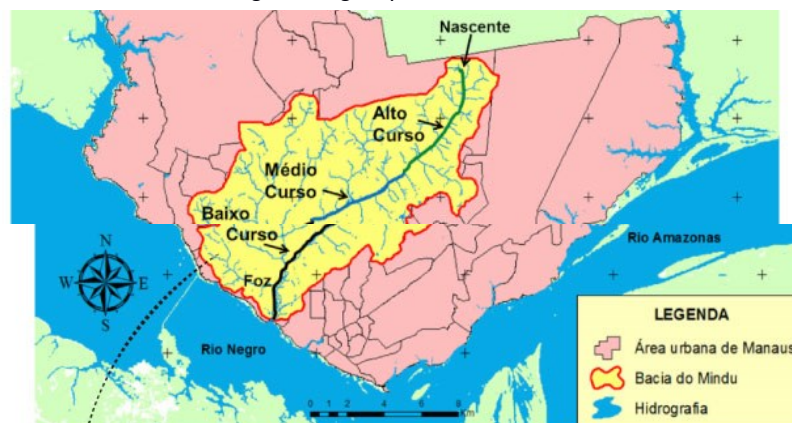 Nascente
Alto
Curso
Médio
Curso
Baixo
Curso
Foz
N
W
E
S
Rio Amazonas
Rio Negro
LEGENDA
Área urbana de Manaus
Bacia do Mindu
Hidrografia
0 1 2 4 6 8
Km